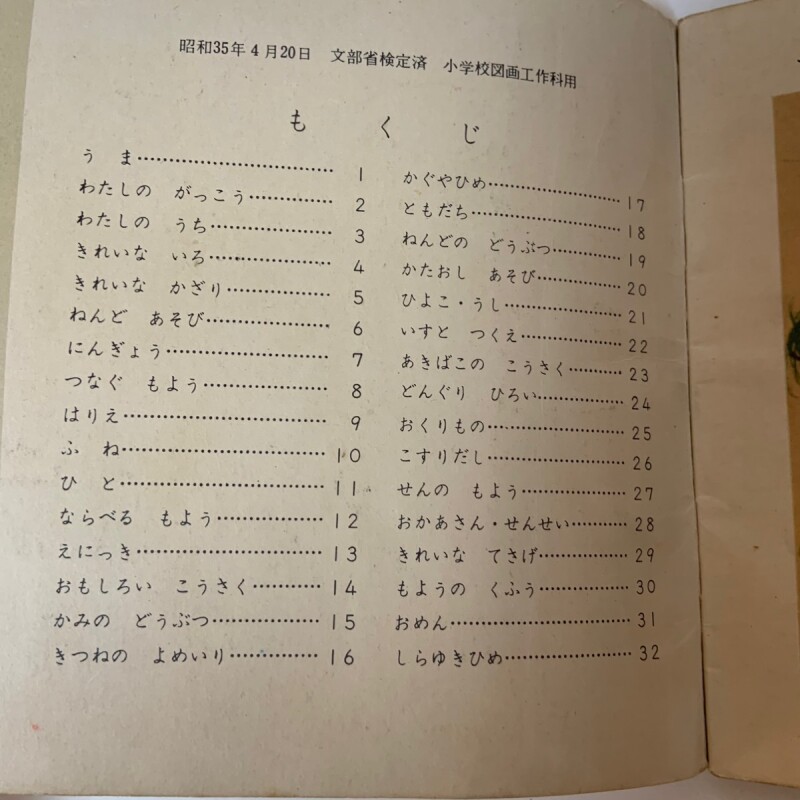 昭和35年4月20日　文部省検定済　小学校図画工作科用
もくじ
うま……………………………1
わたしの　がっこう……………2
わたしの　うち…………………3
きれいな　いろ…………………4
きれいな　かざり………………5
ねんど　あそび…………………6
にんぎょう………………………7
つなぐ　もよう…………………8
はりえ……………………………9
ふね……………………………10
ひと……………………………11
ならべる　もよう……………12
えにっき………………………13
おもしろい　こうさく………14
かみの　どうぶつ……………15
きつねの　よめいり…………16
かぐやひめ……………………17
ともだち………………………18
ねんどの　どうぶつ…………19
かたおし　あそび……………20
ひよこ・うし…………………21
いすと　つくえ………………22
あきばこの　こうさく………23
どんぐり　ひろい……………24
おくりもの……………………25
こすりだし……………………26
せんの　もよう………………27
おかあさん・せんせい………28
きれいな　てさげ……………29
もようの　くふう……………30
おめん…………………………31
しらゆきひめ…………………32